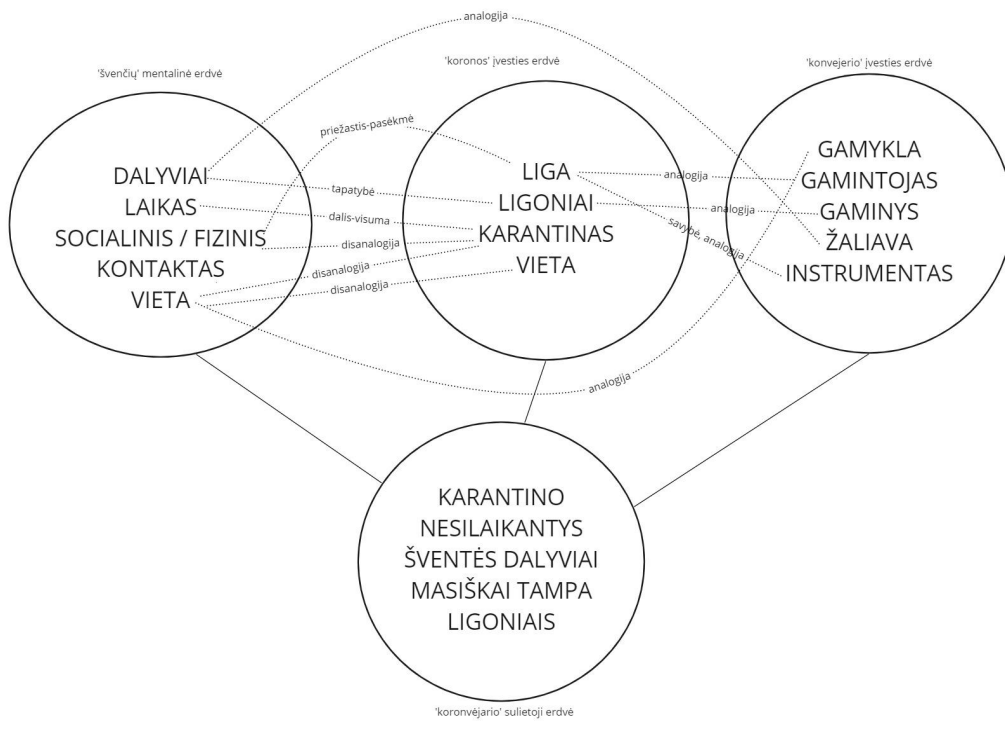 analogija
'koronos' įvesties erdvė
'konvejerio' įvesties erdvė
'švenčių' mentalinė erdvė
priežastis-pasėkmė
DALYVIAI
LAIKAS
SOCIALINIS / FIZINIS
KONTAKTAS
VIETA
tapatybė
dalis-visuma
disanalogija
disanalogija
disanalogija
LIGA
LIGONIAI
KARANTINAS
VIETA
analogija
analogija
savybė, analogija
analogija
GAMYKLA
GAMINTOJAS
GAMINYS
ŽALIAVA
INSTRUMENTAS
KARANTINO
NESILAIKANTYS
ŠVENTĖS DALYVIAI
MASIŠKAI TAMPA
LIGONIAIS
'koronvėjario' sulietoji erdvė